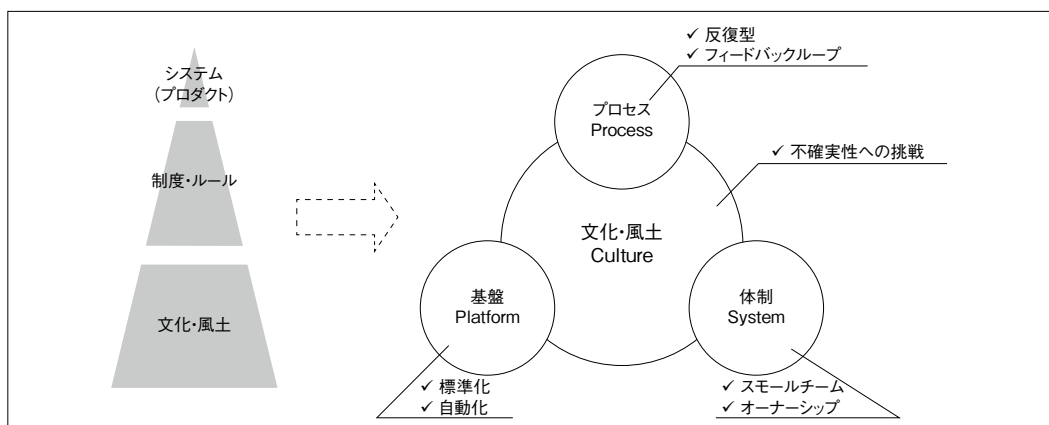 システム
(プロダクト)
制度・ルール
文化・風土
✓ 反復型
✓ フィードバックループ
プロセス
Process
✓ 不確実性への挑戦
文化・風土
Culture
基盤
Platform
✓ 標準化
✓ 自動化
体制
System
✓ スモールチーム
✓ オーナーシップ